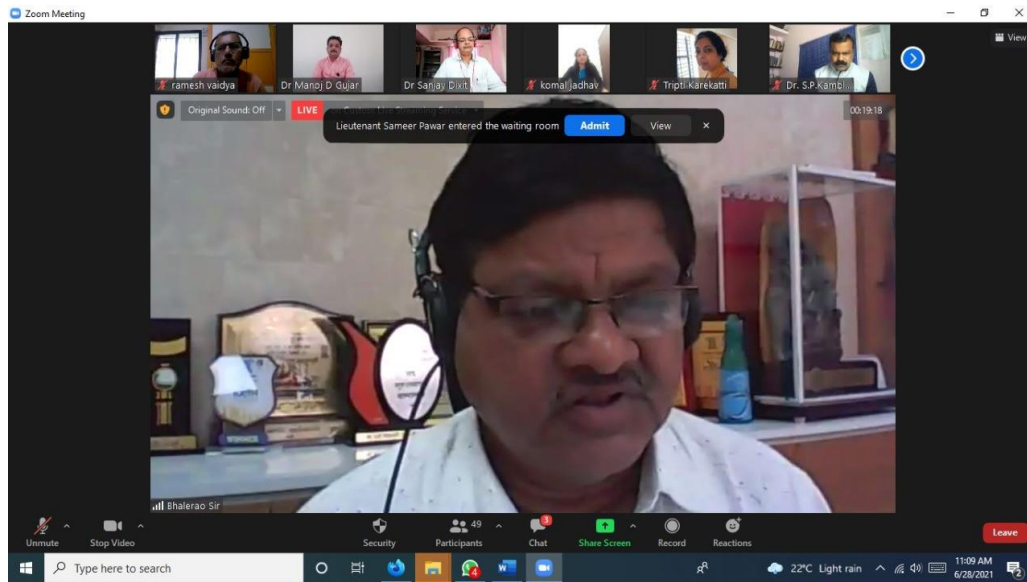 Zoom Meeting
View
ramesh vaidya
Dr Manoj D Gujar
Dr Sanjay Dixit
komal jadhav
Tripti Karekatti
Dr. S.P.Kambl
Original Sound: Off
LIVE
00:19:18
Lieutenant Sameer Pawar entered the waiting room
Admit
View
WINNERS
Bhalerao Sir
Unmute
Stop Video
Security
49
Participants
3
Chat
Share Screen
Record
Reactions
Leave
Type here to search
4
22°C Light rain
11:09 AM
6/28/2021
2